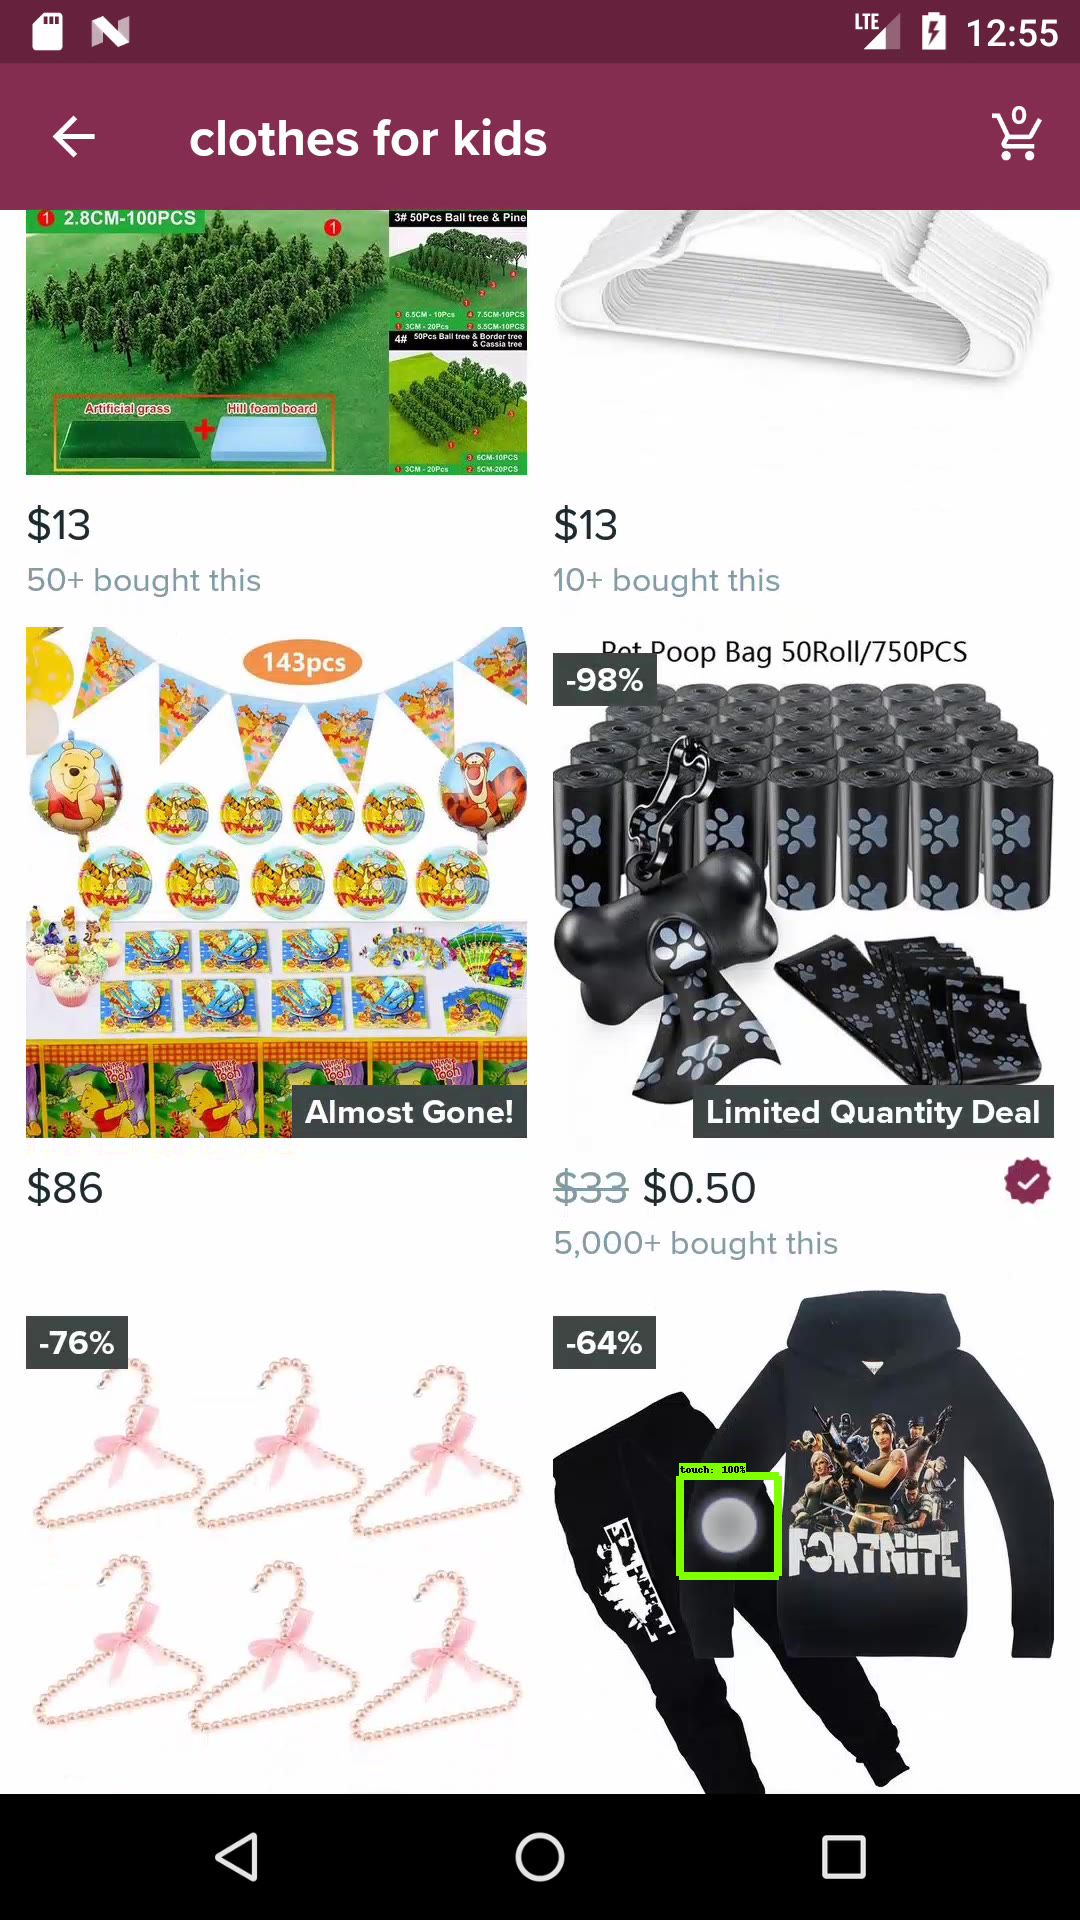 LTE 12:55
clothes for kids
0
1 2.8CM-100PCS
1
3# 50Pcs Ball tree & Pine
3 6.5CM - 10Pcs 4 7.5CM-10PCS
1 3CM - 20Pcs 2 5.5CM-10PCS
4# 50Pcs Ball tree & Border tree
& Cassia tree
Artificial grass + Hill foam board
3 6CM-10PCS
1 3CM - 20Pcs 2 5CM-20PCS
$13
50+ bought this
$13
10+ bought this
143pcs
Almost Gone!
Pet Poop Bag 50Roll/750PCS
-98%
Limited Quantity Deal
$86
$33 $0.50
5,000+ bought this
-76%
-64%
touch: 100%
FORTNITE